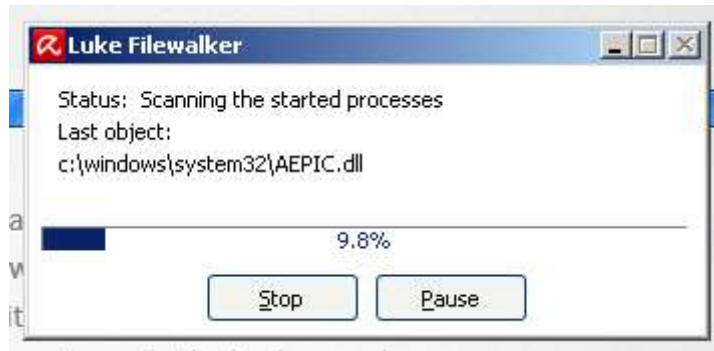 Luke Filewalker
Status: Scanning the started processes
Last object:
c:\windows\system32\AEPIC.dll
9.8%
Stop Pause